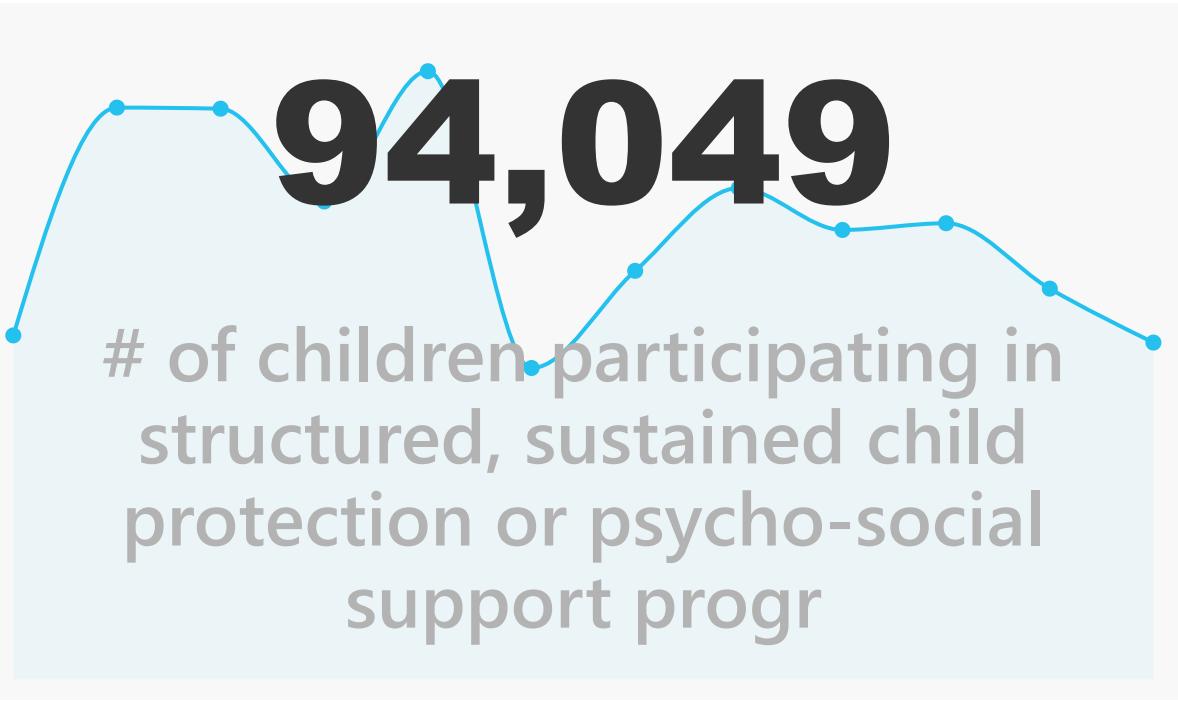 94,049
# of children participating in
structured, sustained child
protection or psycho-social
support progr